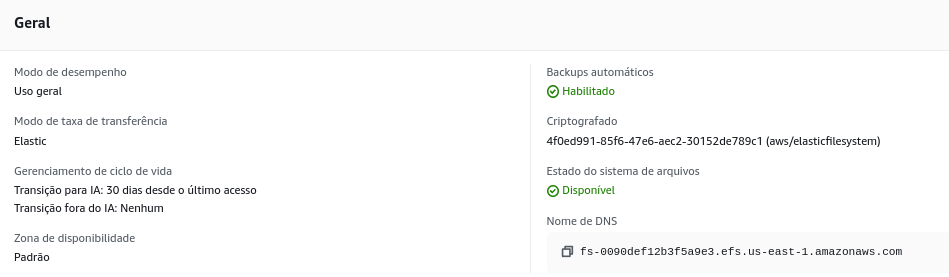 Geral
Modo de desempenho
Uso geral
Modo de taxa de transferência
Elastic
Gerenciamento de ciclo de vida
Transição para IA: 30 dias desde o último acesso
Transição fora do IA: Nenhum
Zona de disponibilidade
Padrão
Backups automáticos
Habilitado
Criptografado
4f0ed991-85f6-47e6-aec2-30152de789c1 (aws/elasticfilesystem)
Estado do sistema de arquivos
Disponível
Nome de DNS
fs-0090def12b3f5a9e3.efs.us-east-1.amazonaws.com